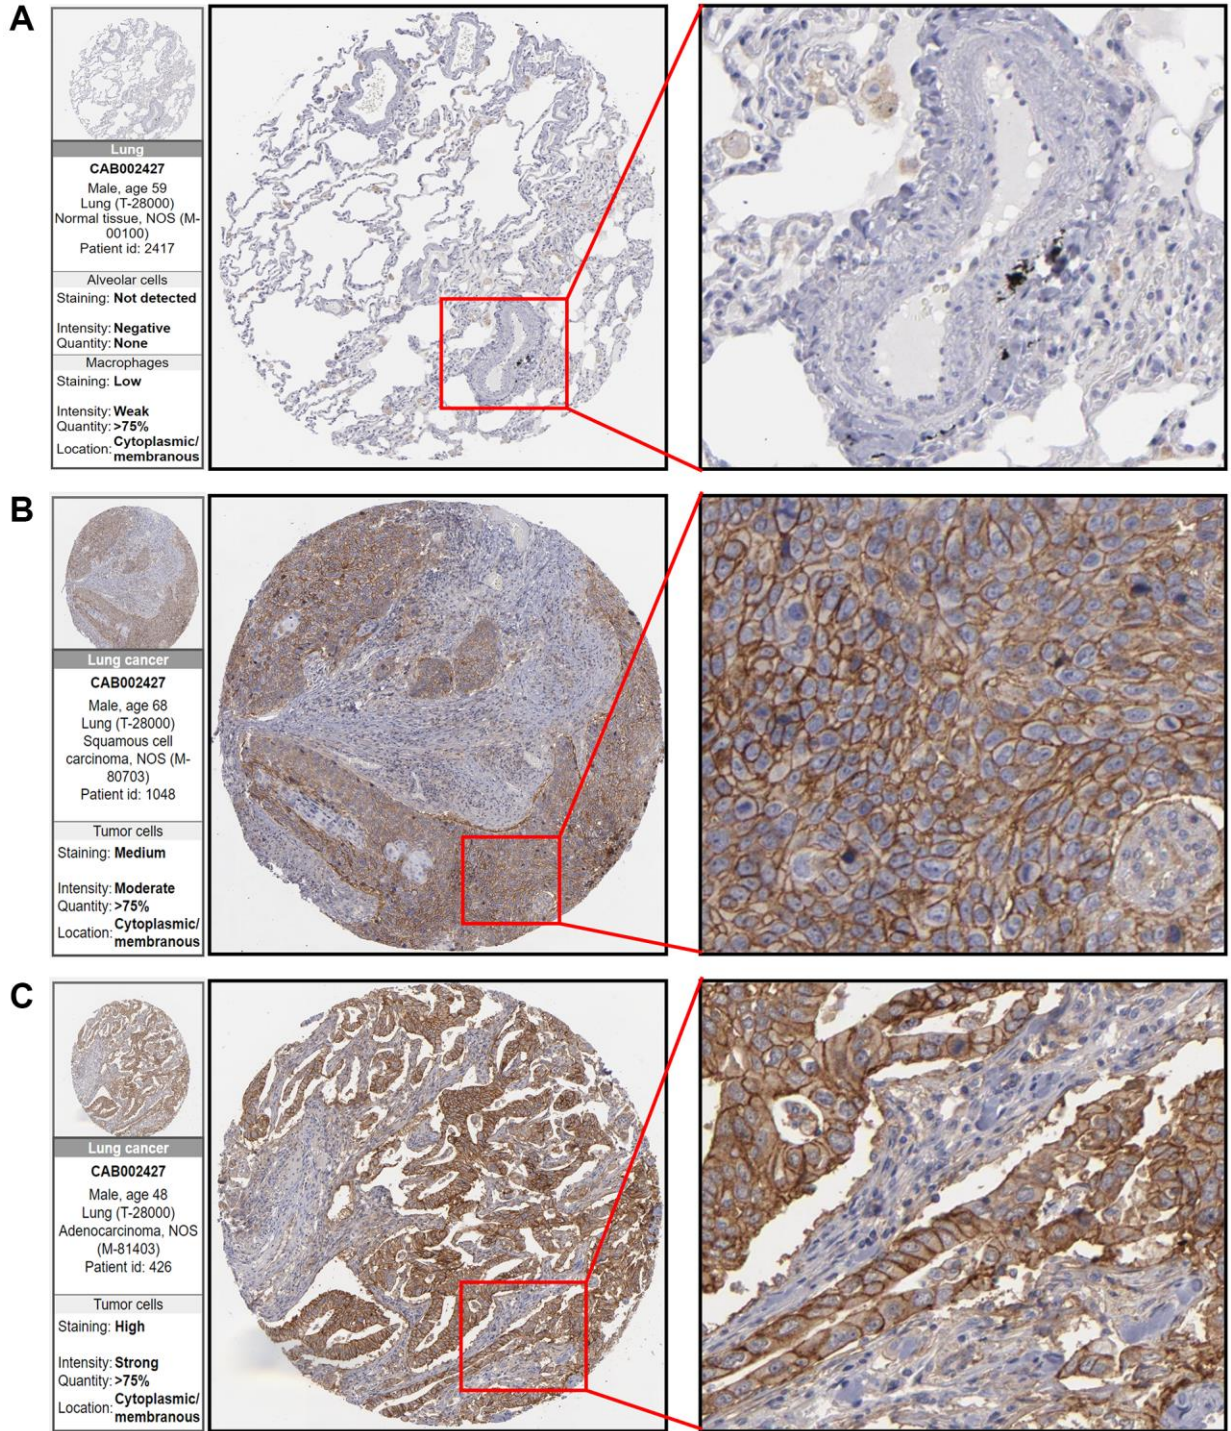 A
Lung
CAB002427
Male, age 59
Lung (T-28000)
Normal tissue, NOS (M-
00100)
Patient id: 2417
Alveolar cells
Staining: Not detected
Intensity: Negative
Quantity: None
Macrophages
Staining: Low
Intensity: Weak
Quantity: >75%
Location: Cytoplasmic/
membranous
B
Lung cancer
CAB002427
Male, age 68
Lung (T-28000)
Squamous cell
carcinoma, NOS (M-
80703)
Patient id: 1048
Tumor cells
Staining: Medium
Intensity: Moderate
Quantity: >75%
Location: Cytoplasmic/
membranous
C
Lung cancer
CAB002427
Male, age 48
Lung (T-28000)
Adenocarcinoma, NOS
(M-81403)
Patient id: 426
Tumor cells
Staining: High
Intensity: Strong
Quantity: >75%
Location: Cytoplasmic/
membranous